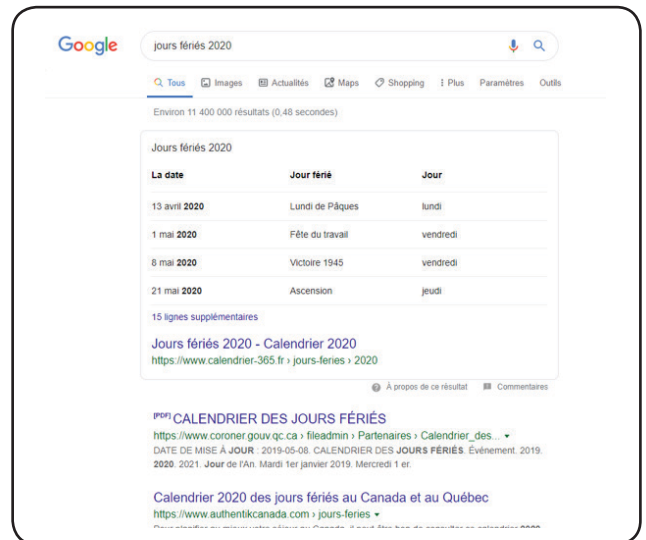 Google
jours fériés 2020
Tous Images Actualités Maps Shopping Plus Paramètres Outils
Environ 11 400 000 résultats (0,48 secondes)
Jours fériés 2020
La date Jour férié Jour
13 avril 2020 Lundi de Pâques lundi
1 mai 2020 Fête du travail vendredi
8 mai 2020 Victoire 1945 vendredi
21 mai 2020 Ascension jeudi
15 lignes supplémentaires
Jours fériés 2020 - Calendrier 2020
https://www.calendrier-365.fr › jours-feries › 2020
À propos de ce résultat Commentaires
[PDF] CALENDRIER DES JOURS FÉRIÉS
https://www.coroner.gouv.qc.ca › fileadmin › Partenaires › Calendrier_des...
DATE DE MISE À JOUR : 2019-05-08. CALENDRIER DES JOURS FÉRIÉS. Événement. 2019.
2020. 2021. Jour de l'An. Mardi 1er janvier 2019. Mercredi 1 er.
Calendrier 2020 des jours fériés au Canada et au Québec
https://www.authentikcanada.com › jours-feries